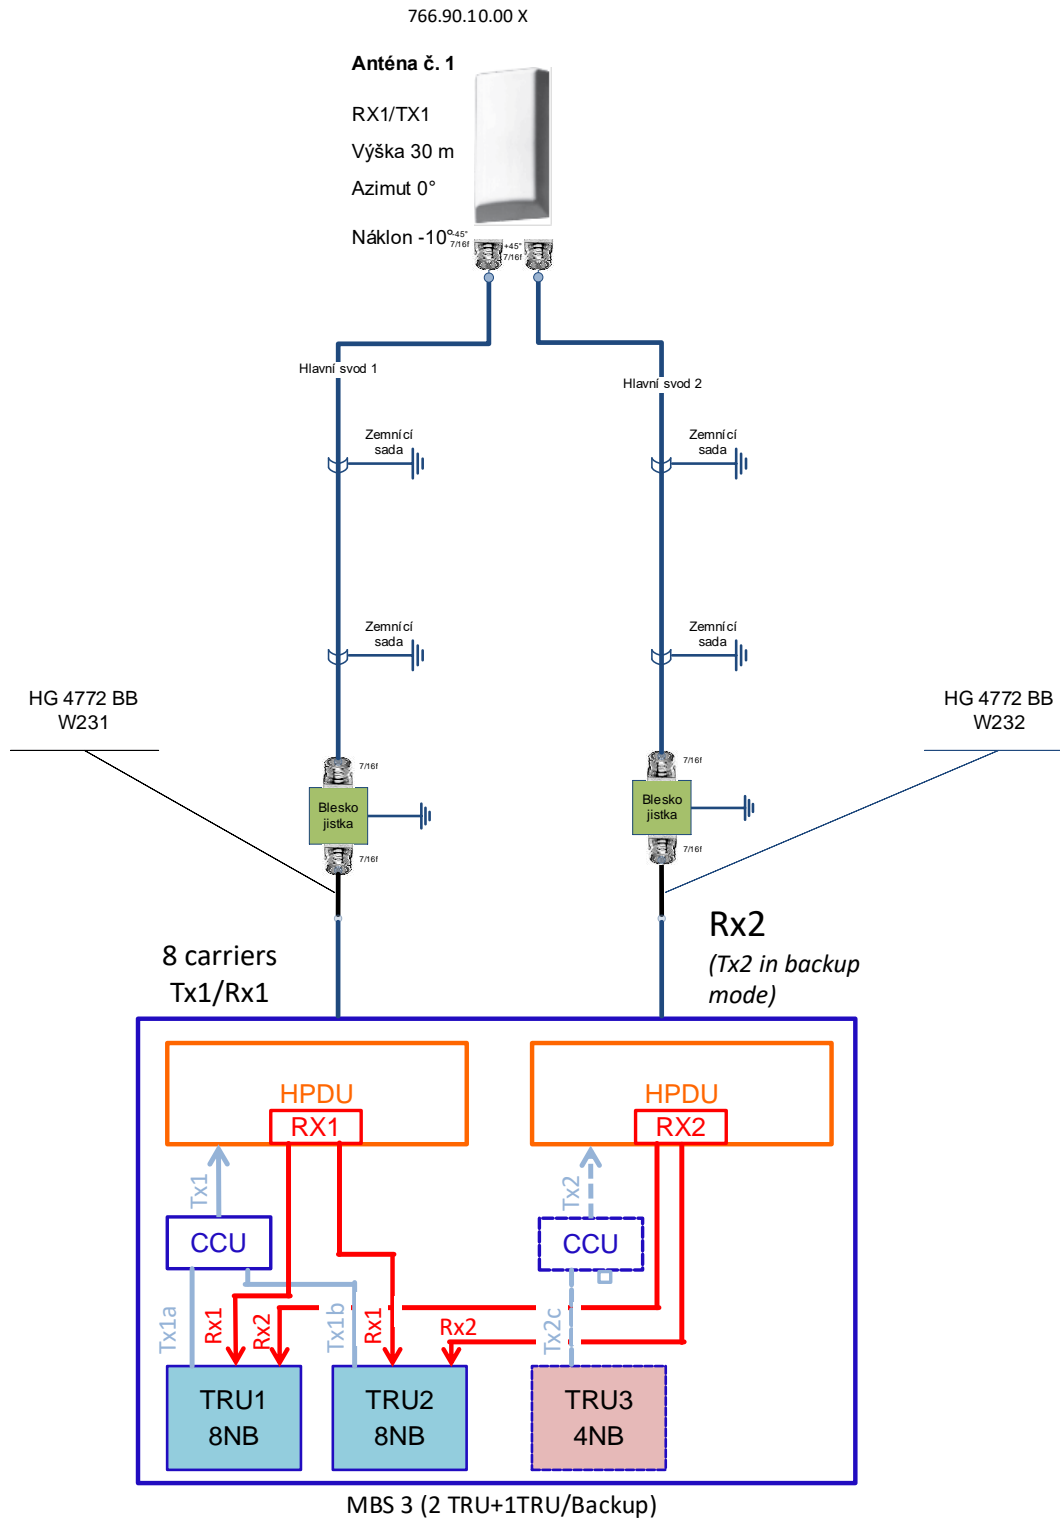 766.90.10.00 X
Anténa č. 1
RX1/TX1
Výška 30 m
Azimut 0°
Náklon -10°
-45°
7/16f
+45°
7/16f
Hlavní svod 1
Hlavní svod 2
Zemnící
sada
Zemnící
sada
Zemnící
sada
Zemnící
sada
HG 4772 BB
W231
HG 4772 BB
W232
7/16f
Blesko
jistka
7/16f
7/16f
Blesko
jistka
7/16f
8 carriers
Tx1/Rx1
Rx2
(Tx2 in backup
mode)
HPDU
RX1
HPDU
RX2
Tx1
Tx2
CCU
CCU
Tx1a
Rx1
Rx2
Tx1b
Rx1
Rx2
Tx2c
TRU1
8NB
TRU2
8NB
TRU3
4NB
MBS 3 (2 TRU+1TRU/Backup)